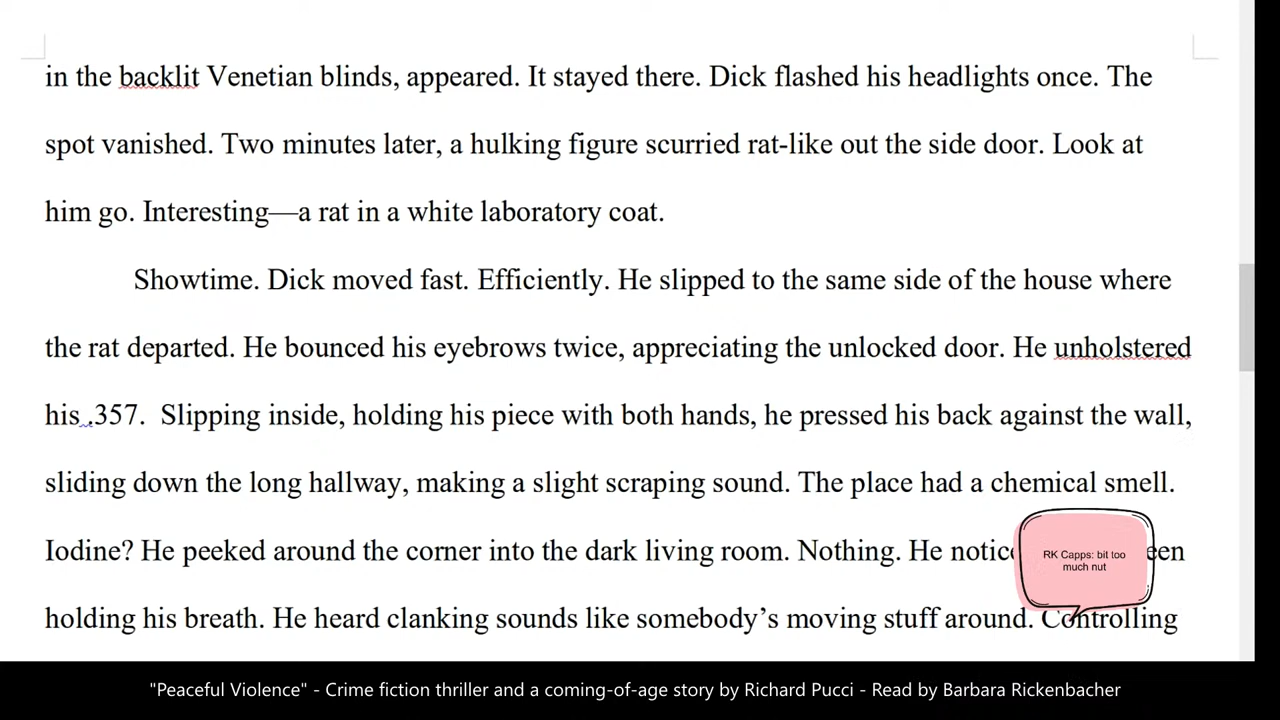 in the backlit Venetian blinds, appeared. It stayed there. Dick flashed his headlights once. The
spot vanished. Two minutes later, a hulking figure scurried rat-like out the side door. Look at
him go. Interesting—a rat in a white laboratory coat.
Showtime. Dick moved fast. Efficiently. He slipped to the same side of the house where
the rat departed. He bounced his eyebrows twice, appreciating the unlocked door. He unholstered
his .357.  Slipping inside, holding his piece with both hands, he pressed his back against the wall,
sliding down the long hallway, making a slight scraping sound. The place had a chemical smell.
Iodine? He peeked around the corner into the dark living room. Nothing. He
holding his breath. He heard clanking sounds like somebody’s moving stuff around. Controlling
RK Capps: bit too
much nut
"Peaceful Violence" - Crime fiction thriller and a coming-of-age story by Richard Pucci - Read by Barbara Rickenbacher